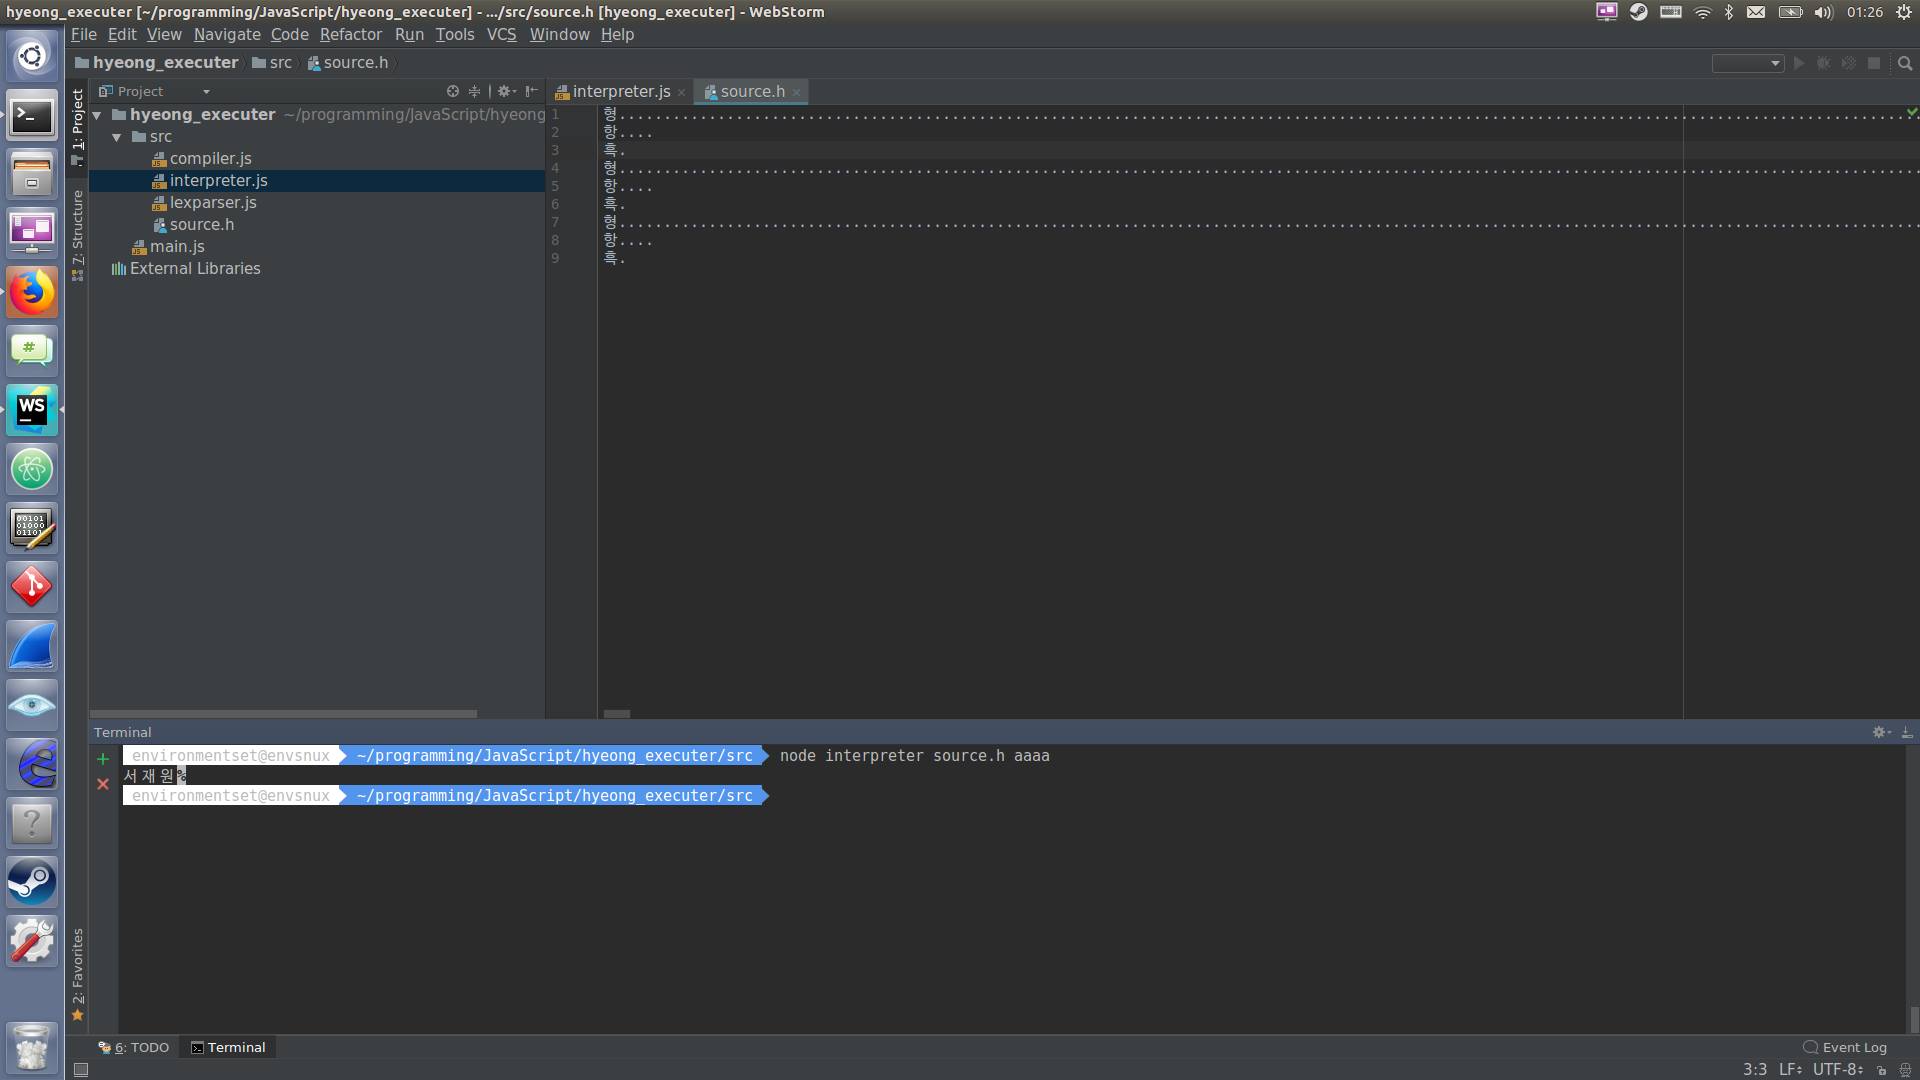 hyeong_executer [~/programming/JavaScript/hyeong_executer] - .../src/source.h [hyeong_executer] - WebStorm
01:26
File Edit View Navigate Code Refactor Run Tools VCS Window Help
hyeong_executer src source.h
1: Project
7: Structure
2: Favorites
Project
hyeong_executer ~/programming/JavaScript/hyeong
src
compiler.js
interpreter.js
lexparser.js
source.h
main.js
External Libraries
interpreter.js source.h
1 형
2 항....
3 흑.
4 형
5 항....
6 흑.
7 형
8 항....
9 흑.
Terminal
environmentset@envsnux ~/programming/JavaScript/hyeong_executer/src node interpreter source.h aaaa
서재원%
environmentset@envsnux ~/programming/JavaScript/hyeong_executer/src
6: TODO Terminal Event Log
3:3 LF UTF-8
WS